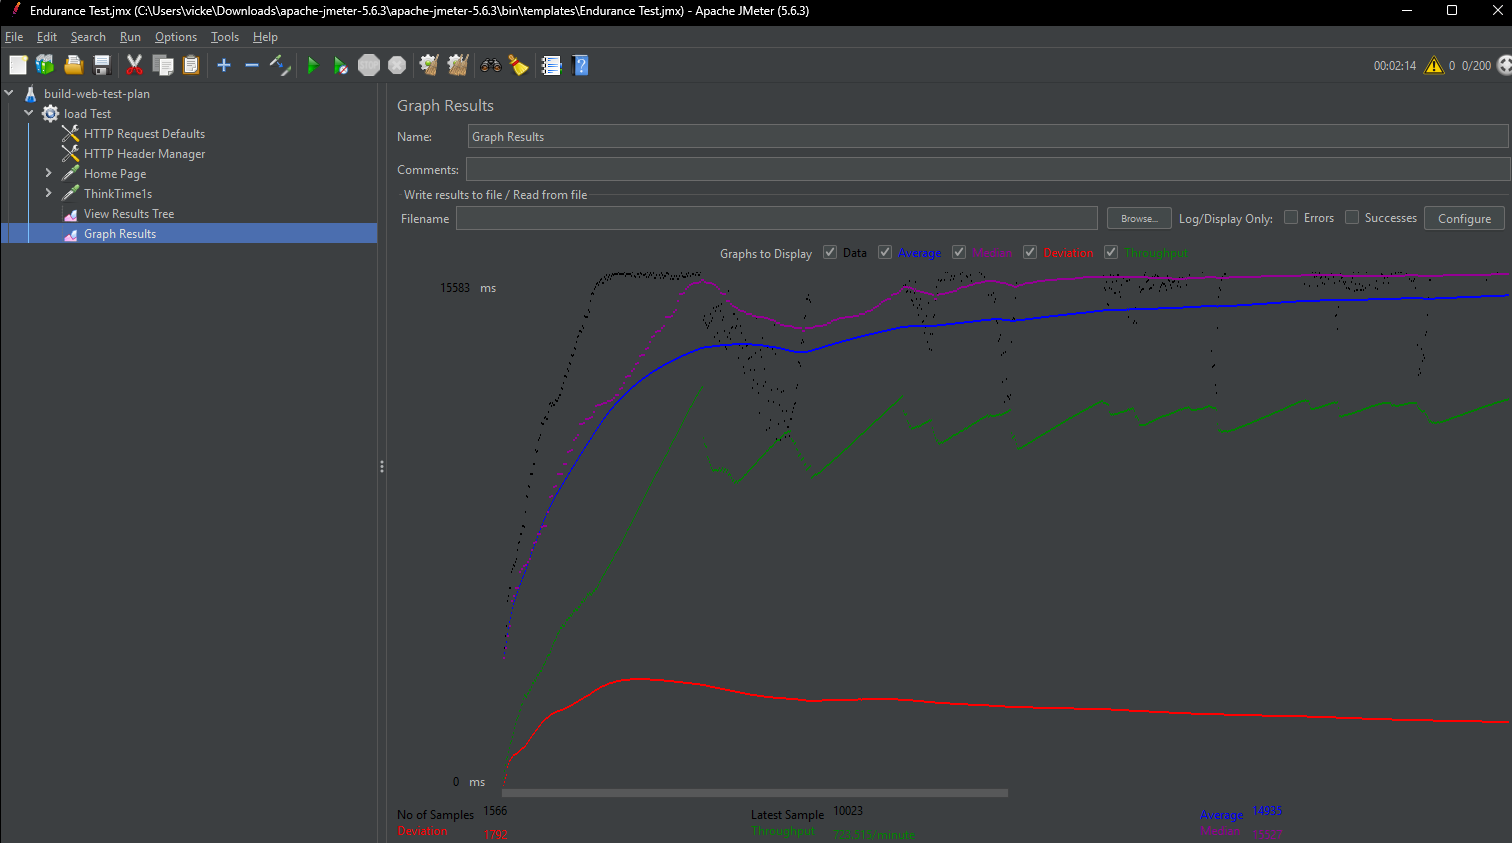 Endurance Test.jmx (C:\Users\vicke\Downloads\apache-jmeter-5.6.3\apache-jmeter-5.6.3\bin\templates\Endurance Test.jmx) - Apache JMeter (5.6.3)
File Edit Search Run Options Tools Help
STOP
00:02:14 0 0/200
build-web-test-plan
load Test
HTTP Request Defaults
HTTP Header Manager
Home Page
ThinkTime1s
View Results Tree
Graph Results
Graph Results
Name: Graph Results
Comments:
Write results to file / Read from file
Filename Browse... Log/Display Only: Errors Successes Configure
Graphs to Display Data Average Median Deviation Throughput
15583 ms
0 ms
No of Samples 1566 Latest Sample 10023 Average 14935
Deviation 1792 Throughput 723.515/minute Median